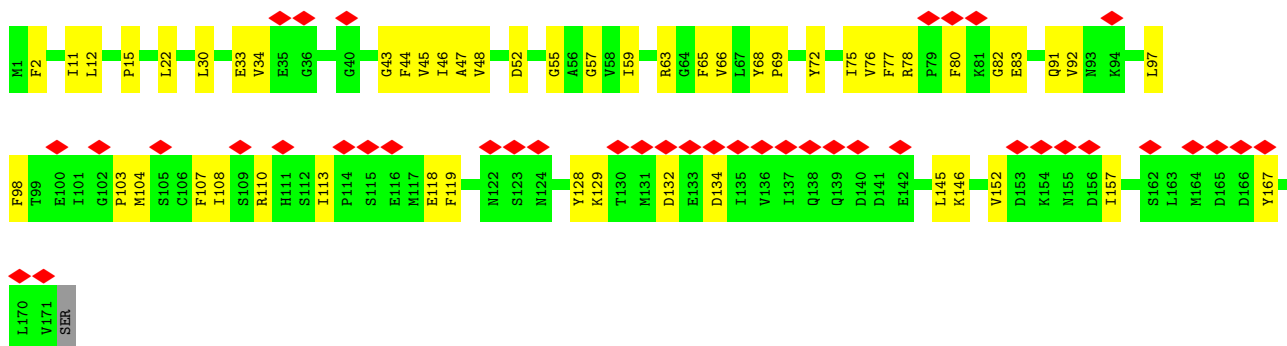 M1 F2 I11 L12 P15 L22 L30 E33 V34 E35 G36 G40 G43 F44 V45 I46 A47 V48 D52 G55 A56 G57 V58 I59 R63 G64 F65 V66 L67 Y68 P69 Y72 I75 V76 F77 R78 P79 F80 K81 G82 E83 Q91 V92 N93 K94 L97
F98 T99 E100 I101 G102 P103 M104 S105 C106 F107 I108 S109 R110 H111 S112 I113 P114 S115 E116 M117 E118 F119 N122 S123 N124 Y128 K129 T130 M131 D132 E133 D134 I135 V136 I137 Q138 Q139 D140 D141 E142 L145 K146 V152 D153 K154 N155 D156 I157 S162 L163 M164 D165 D166 Y167
L170 V171 SER